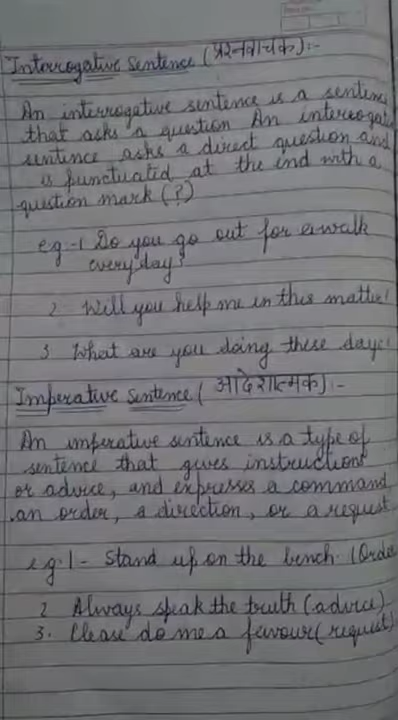 Interrogative Sentence (प्रश्नवाचक):-
An interrogative sentence is a sentenc
that asks a question An interrogat
sentence asks a direct question and
is punctuated at the end with a
question mark (?)
eg:-1 Do you go out for a walk
everyday?
2 Will you help me in this matter
3 What are you doing these days
Imperative Sentence ( आदेशात्मक):-
An imperative sentence is a type of
sentence that gives instructions
or advice, and expresses a command
an order, a direction, or a request
eg:1- Stand up on the bench. (Order
2 Always speak the truth (advice)
3. Please do me a favour (request)